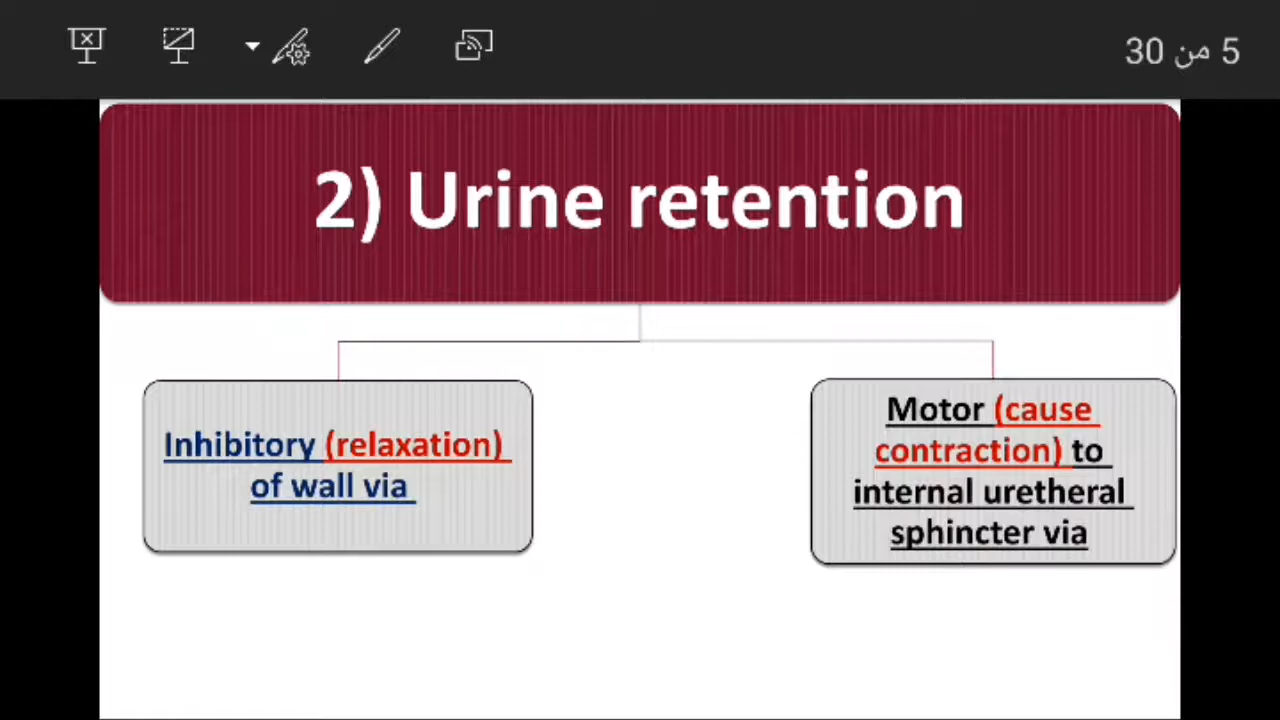 5 من 30
2) Urine retention
Inhibitory (relaxation)
of wall via
Motor (cause
contraction) to
internal uretheral
sphincter via